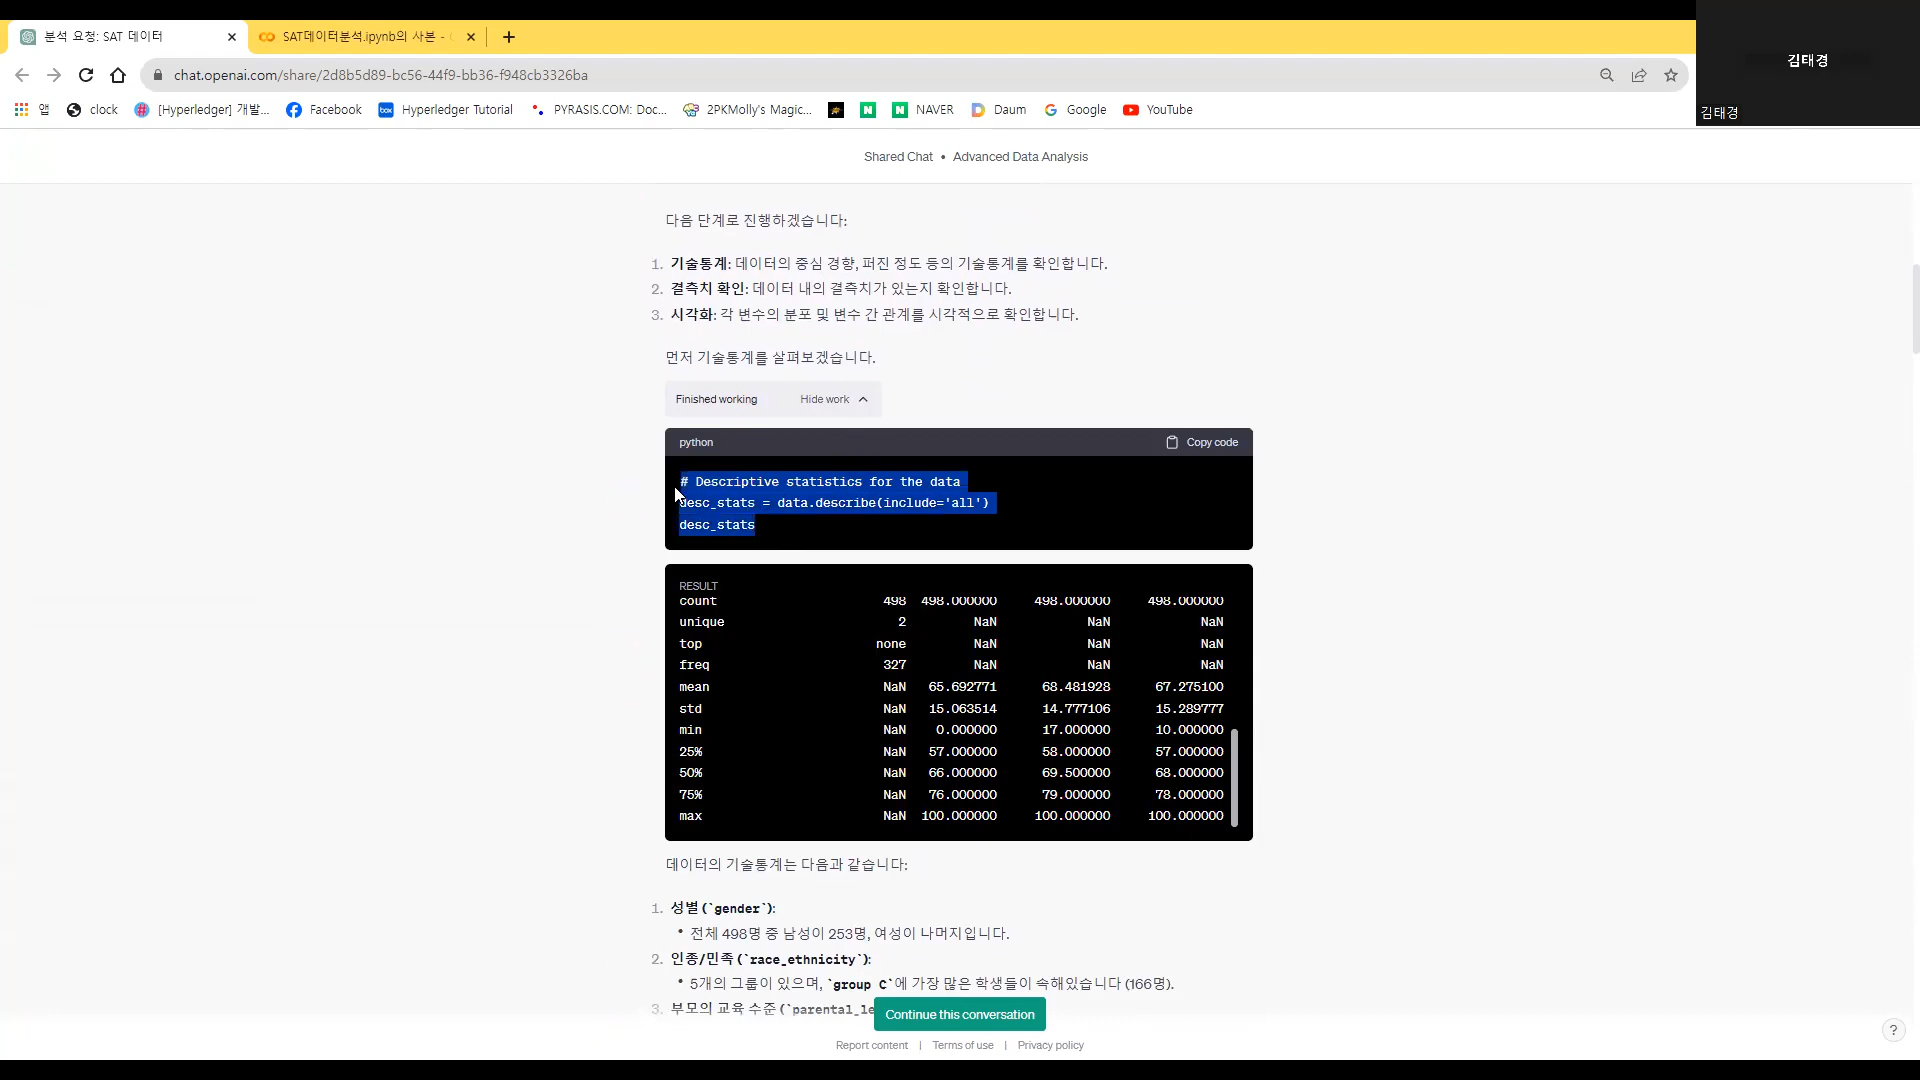 분석 요청: SAT 데이터
SAT데이터분석.ipynb의 사본 -
김태경
chat.openai.com/share/2d8b5d89-bc56-44f9-bb36-f948cb3326ba
앱 clock [Hyperledger] 개발... Facebook Hyperledger Tutorial PYRASIS.COM: Doc... 2PKMolly's Magic... NAVER Daum Google YouTube
김태경
Shared Chat • Advanced Data Analysis
다음 단계로 진행하겠습니다:
1. 기술통계: 데이터의 중심 경향, 퍼진 정도 등의 기술통계를 확인합니다.
2. 결측치 확인: 데이터 내의 결측치가 있는지 확인합니다.
3. 시각화: 각 변수의 분포 및 변수 간 관계를 시각적으로 확인합니다.
먼저 기술통계를 살펴보겠습니다.
Finished working Hide work
python Copy code
# Descriptive statistics for the data
desc_stats = data.describe(include='all')
desc_stats
RESULT
count 498 498.000000 498.000000 498.000000
unique 2 NaN NaN NaN
top none NaN NaN NaN
freq 327 NaN NaN NaN
mean NaN 65.692771 68.481928 67.275100
std NaN 15.063514 14.777106 15.289777
min NaN 0.000000 17.000000 10.000000
25% NaN 57.000000 58.000000 57.000000
50% NaN 66.000000 69.500000 68.000000
75% NaN 76.000000 79.000000 78.000000
max NaN 100.000000 100.000000 100.000000
데이터의 기술통계는 다음과 같습니다:
1. 성별 (`gender`):
• 전체 498명 중 남성이 253명, 여성이 나머지입니다.
2. 인종/민족 (`race_ethnicity`):
• 5개의 그룹이 있으며, `group C`에 가장 많은 학생들이 속해있습니다 (166명).
3. 부모의 교육 수준 (`parental_le
Continue this conversation
Report content | Terms of use | Privacy policy
?